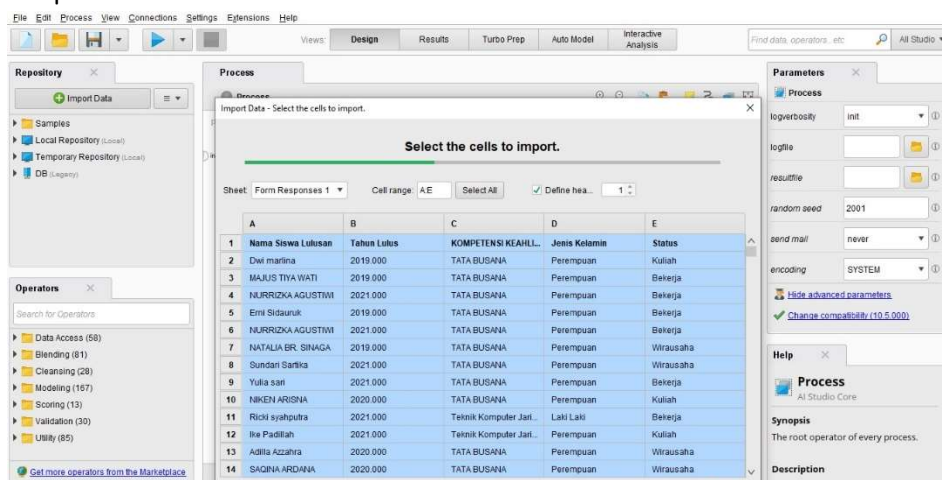 File Edit Process View Connections Settings Extensions Help
Views: Design Results Turbo Prep Auto Model Interactive Analysis Find data, operators...etc All Studio
Repository
Import Data
Samples
Local Repository (Local)
Temporary Repository (Local)
DB (Legacy)
Process
Process
Import Data - Select the cells to import.
Select the cells to import.
Sheet: Form Responses 1 Cell range: A:E Select All Define hea... 1
A B C D E
1 Nama Siswa Lulusan Tahun Lulus KOMPETENSI KEAHLI... Jenis Kelamin Status
2 Dwi marlina 2019.000 TATA BUSANA Perempuan Kuliah
3 MAJUS TIYA WATI 2019.000 TATA BUSANA Perempuan Bekerja
4 NURRIZKA AGUSTIWI 2021.000 TATA BUSANA Perempuan Bekerja
5 Erni Sidauruk 2019.000 TATA BUSANA Perempuan Bekerja
6 NURRIZKA AGUSTIWI 2021.000 TATA BUSANA Perempuan Bekerja
7 NATALIA BR. SINAGA 2019.000 TATA BUSANA Perempuan Wirausaha
8 Sundari Sartika 2021.000 TATA BUSANA Perempuan Wirausaha
9 Yulia sari 2021.000 TATA BUSANA Perempuan Bekerja
10 NIKEN ARISNA 2020.000 TATA BUSANA Perempuan Kuliah
11 Ricki syahputra 2021.000 Teknik Komputer Jari... Laki Laki Bekerja
12 Ike Padillah 2021.000 Teknik Komputer Jari... Perempuan Kuliah
13 Adilla Azzahra 2020.000 TATA BUSANA Perempuan Wirausaha
14 SAQINA ARDANA 2020.000 TATA BUSANA Perempuan Wirausaha
Operators
Search for Operators
Data Access (58)
Blending (81)
Cleansing (28)
Modeling (167)
Scoring (13)
Validation (30)
Utility (85)
Get more operators from the Marketplace
Parameters
Process
logverbosity init
logfile
resultfile
random seed 2001
send mail never
encoding SYSTEM
Hide advanced parameters
Change compatibility (10.5.000)
Help
Process
AI Studio Core
Synopsis
The root operator of every process.
Description